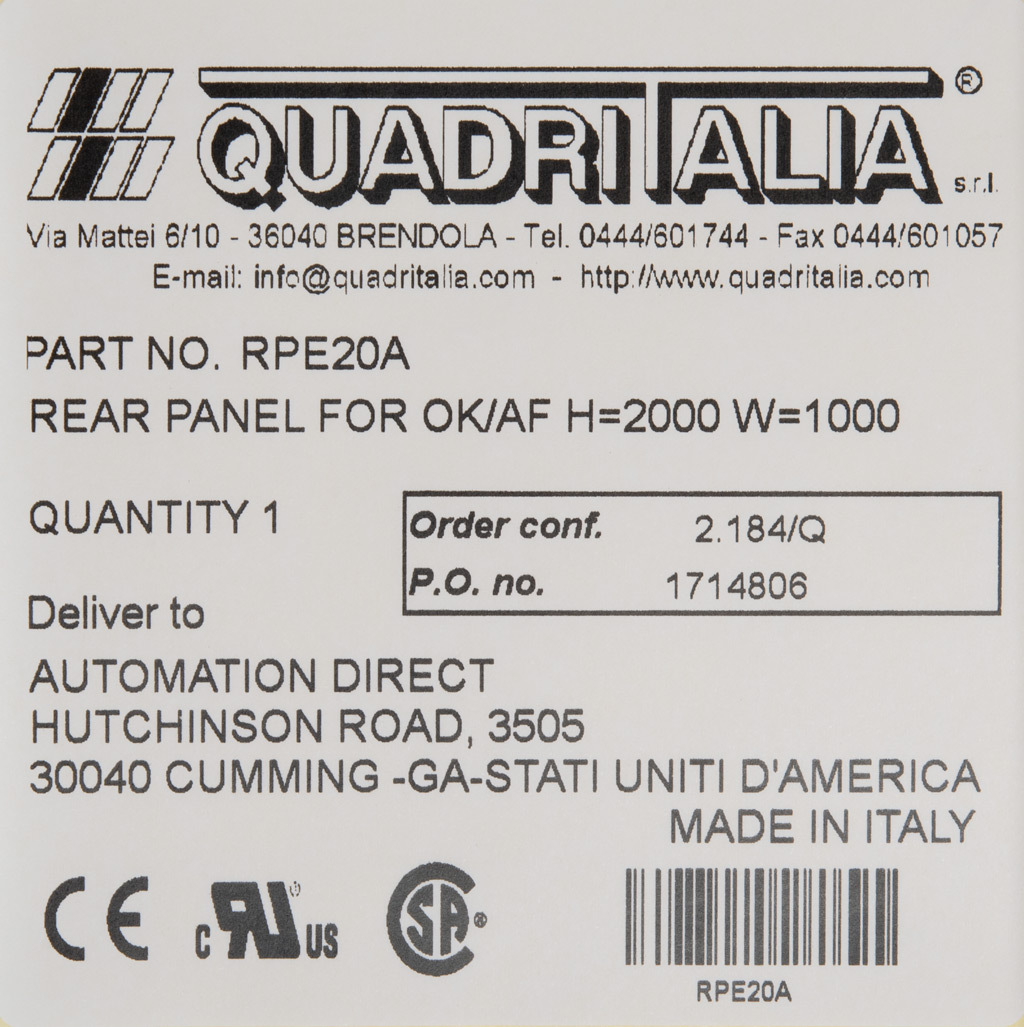 QUADRITALIA ® s.r.l.
Via Mattei 6/10 - 36040 BRENDOLA - Tel. 0444/601744 - Fax 0444/601057
E-mail: info@quadritalia.com - http://www.quadritalia.com
PART NO. RPE20A
REAR PANEL FOR OK/AF H=2000 W=1000
QUANTITY 1
Order conf. 2.184/Q
P.O. no. 1714806
Deliver to
AUTOMATION DIRECT
HUTCHINSON ROAD, 3505
30040 CUMMING -GA-STATI UNITI D'AMERICA
MADE IN ITALY
CE c RU US SA ®
RPE20A